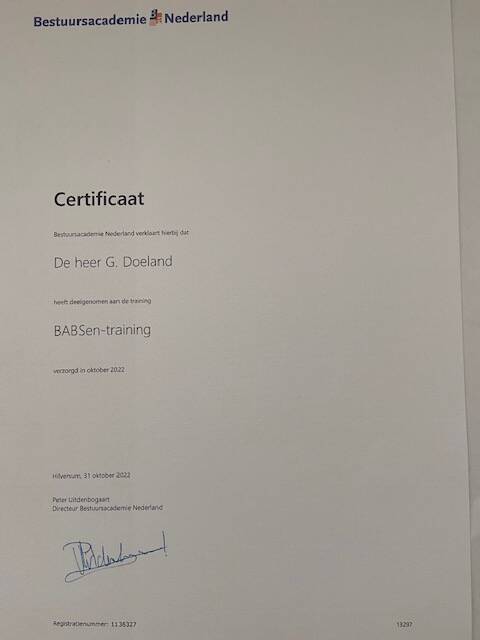 Bestuursacademie Nederland
Certificaat
Bestuursacademie Nederland verklaart hierbij dat
De heer G. Doeland
heeft deelgenomen aan de training
BABSen-training
verzorgd in oktober 2022
Hilversum, 31 oktober 2022
Peter Uitdenbogaart
Directeur Bestuursacademie Nederland
Registratienummer: 1136327
13297